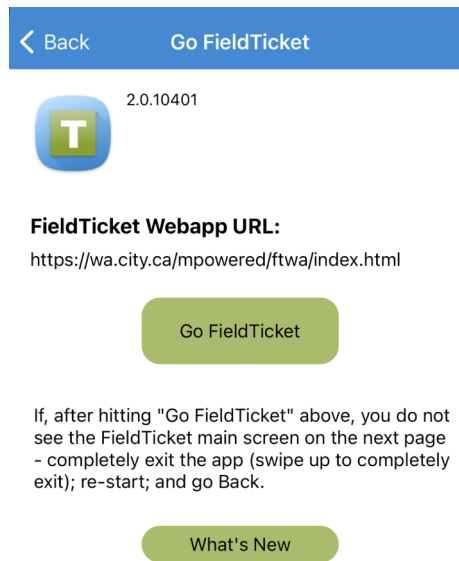 Back
Go FieldTicket
2.0.10401
T
FieldTicket Webapp URL:
https://wa.city.ca/mpowered/ftwa/index.html
Go FieldTicket
If, after hitting "Go FieldTicket" above, you do not
see the FieldTicket main screen on the next page
- completely exit the app (swipe up to completely
exit); re-start; and go Back.
What's New